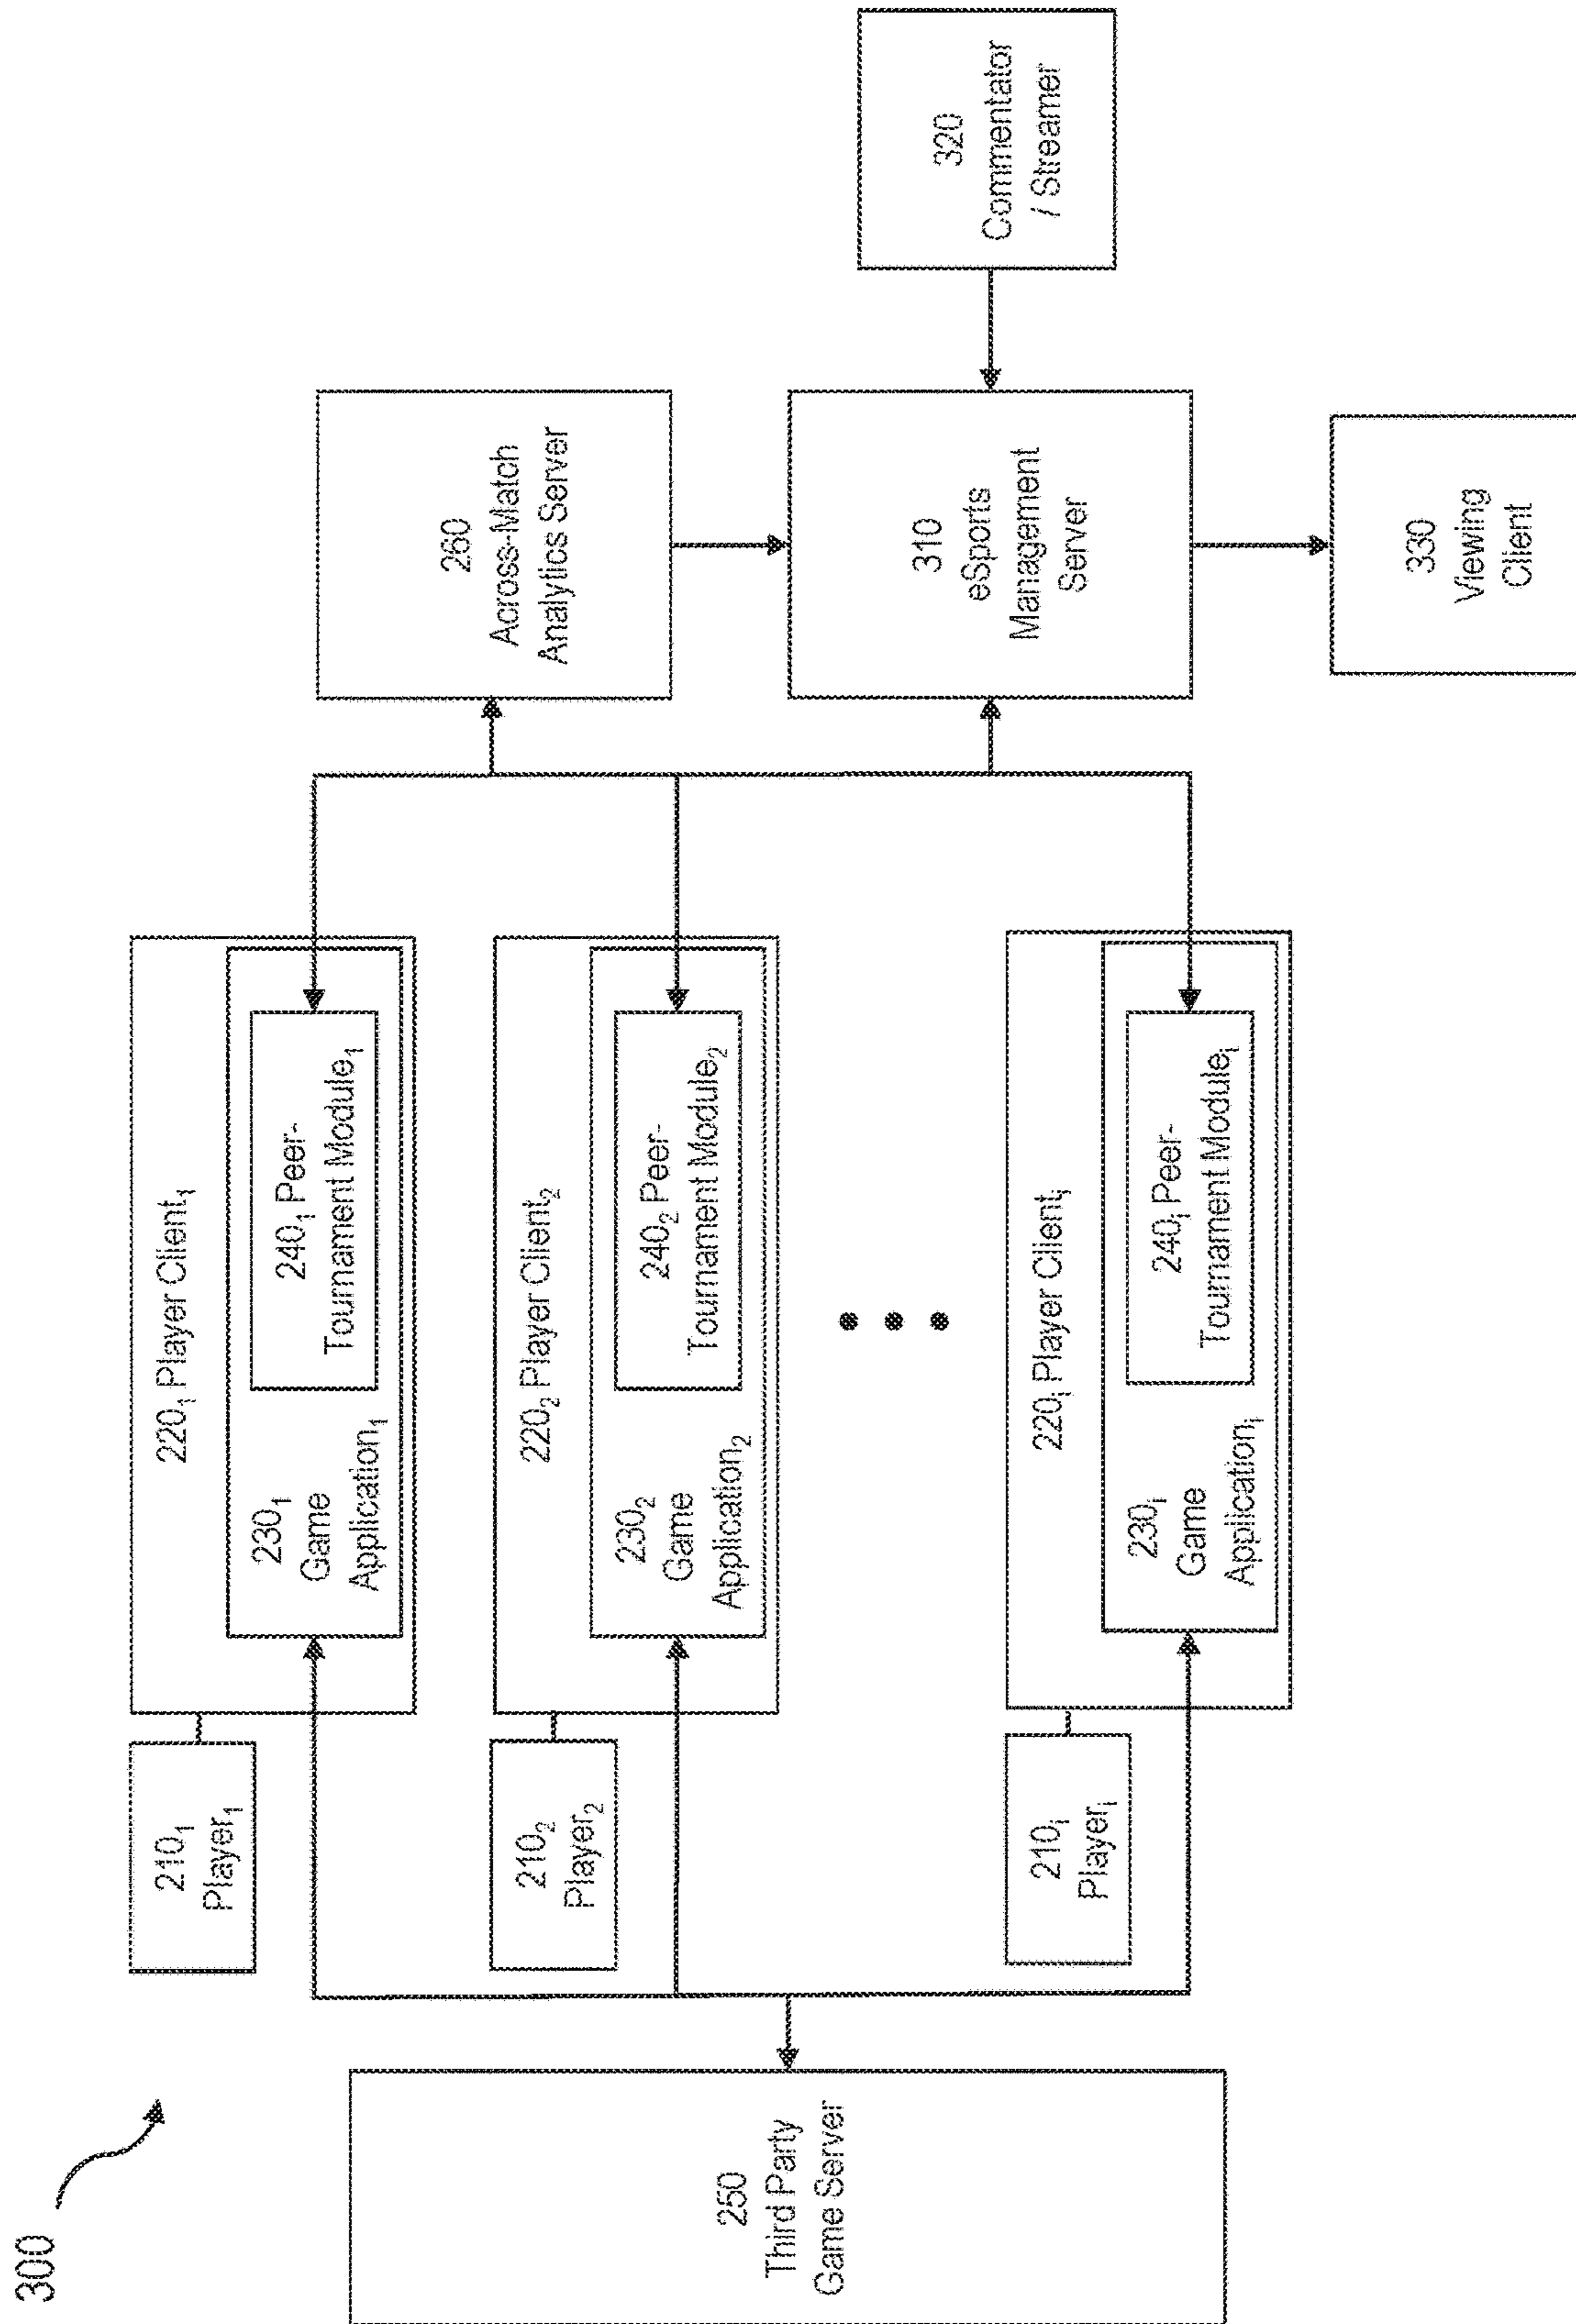 300
250
Third Party
Game Server
210₁
Player₁
220₁ Player Client₁
230₁
Game
Application₁
240₁ Peer-
Tournament Module₁
210₂
Player₂
220₂ Player Client₂
230₂
Game
Application₂
240₂ Peer-
Tournament Module₂
210ᵢ
Playerᵢ
220ᵢ Player Clientᵢ
230ᵢ
Game
Applicationᵢ
240ᵢ Peer-
Tournament Moduleᵢ
260
Across-Match
Analytics Server
310
eSports
Management
Server
320
Commentator
/ Streamer
330
Viewing
Client